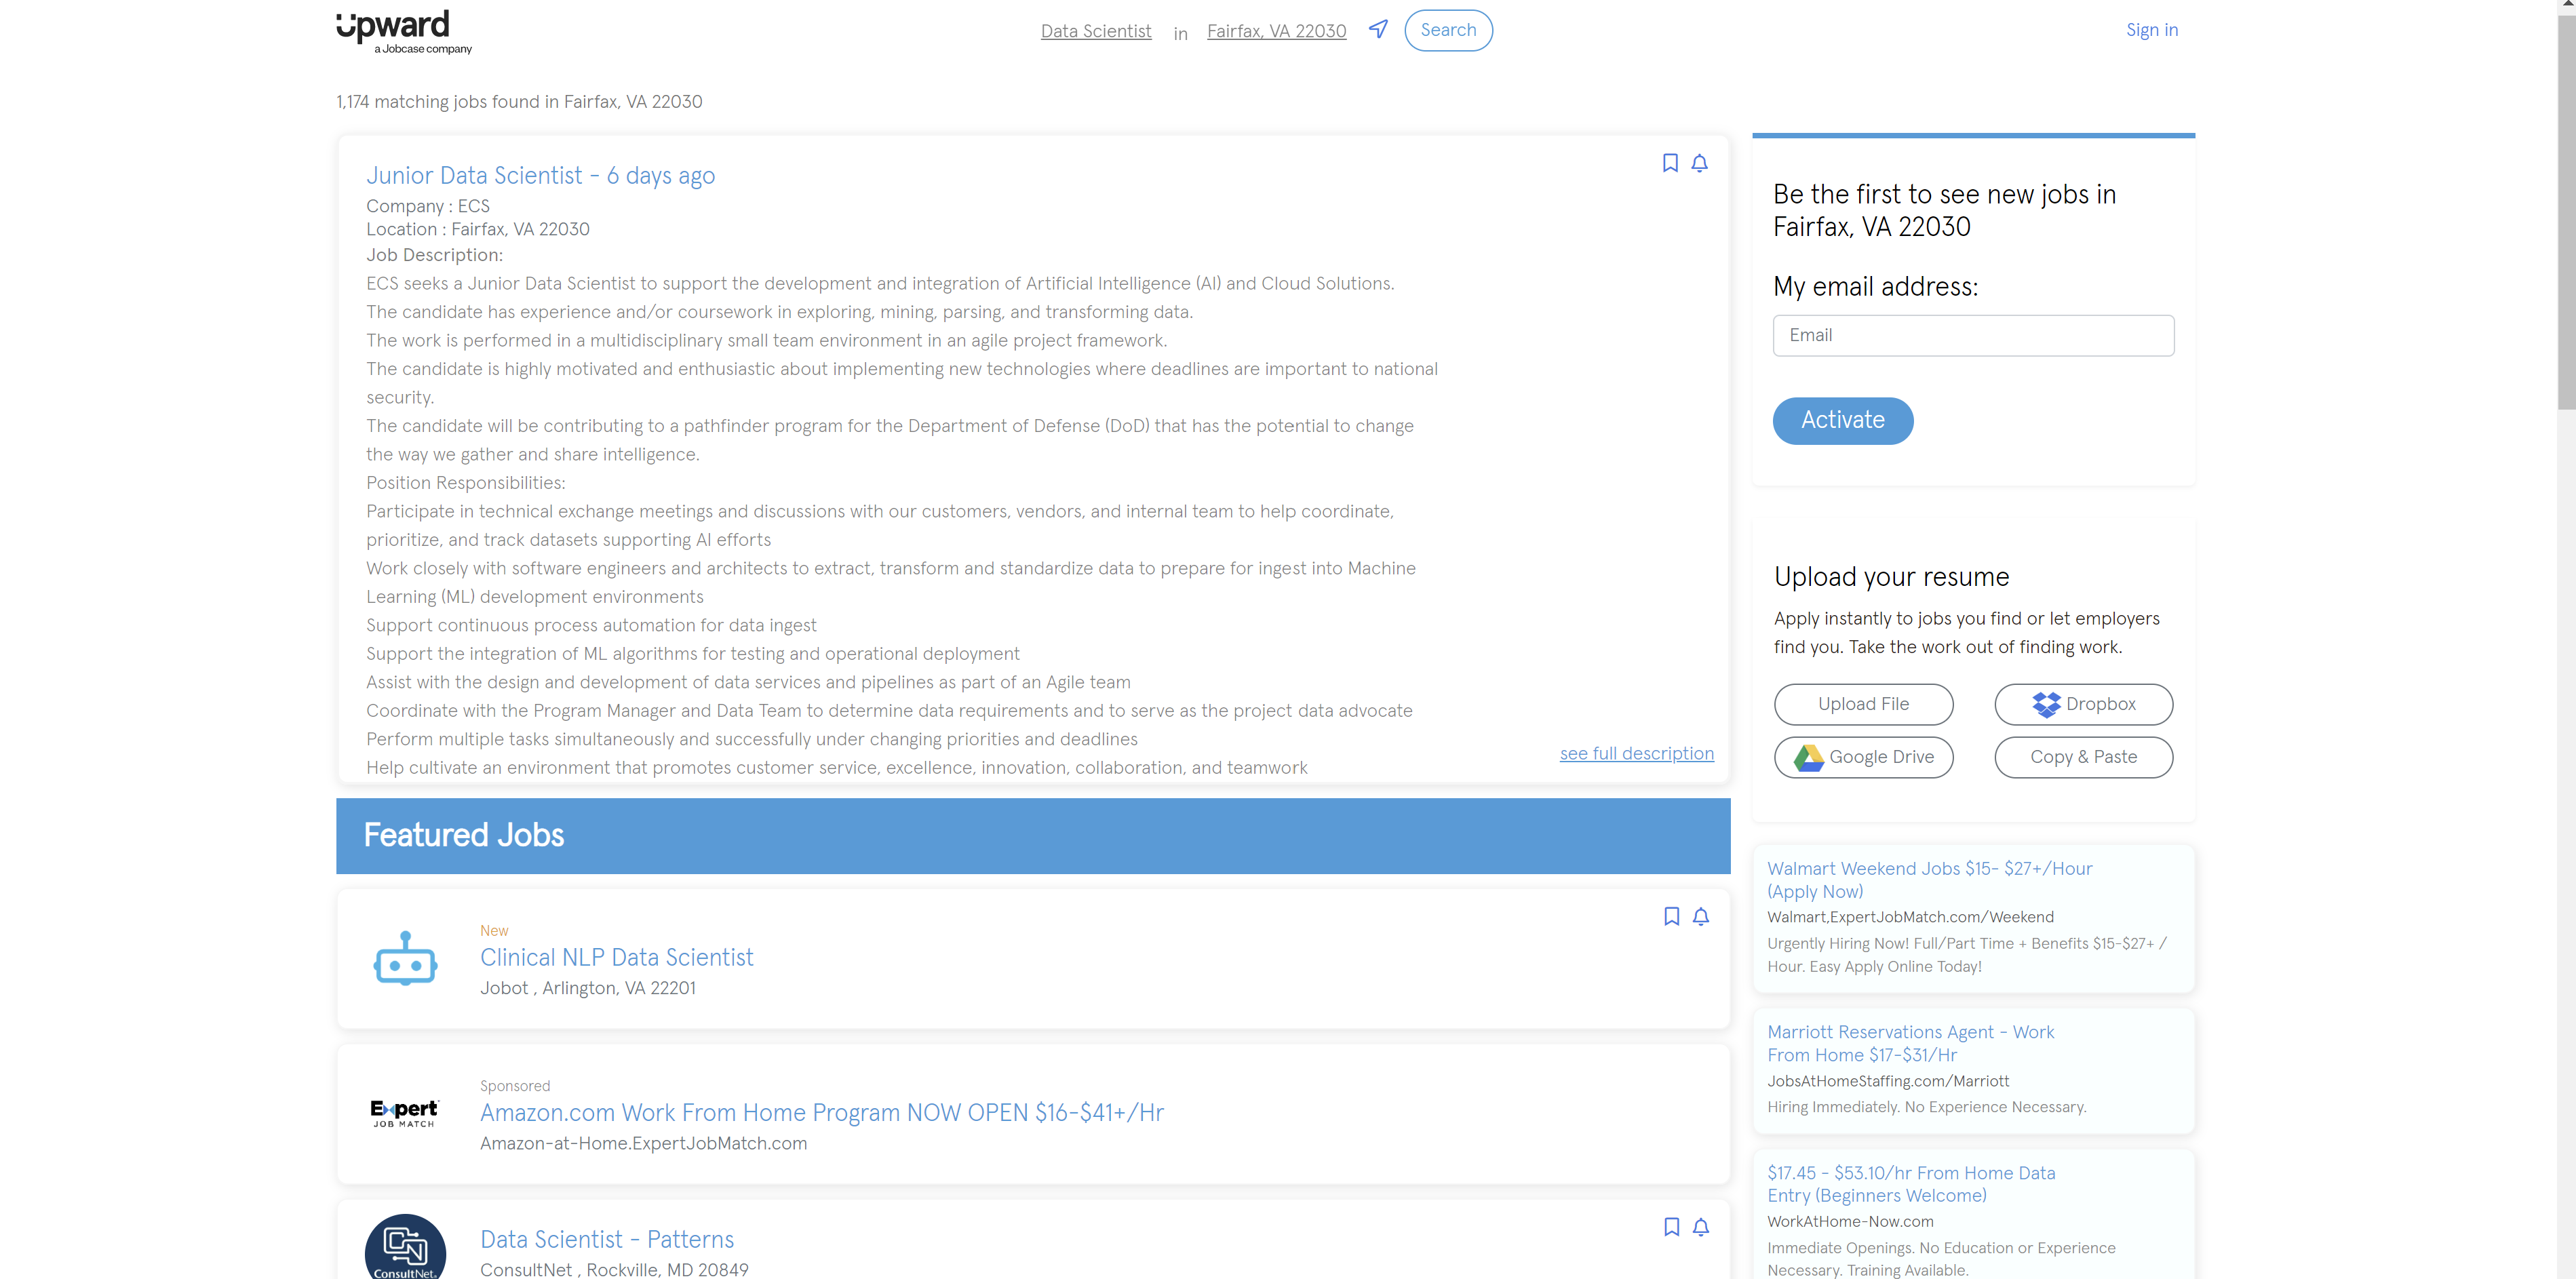 Upward
a Jobcase company
Data Scientist in Fairfax, VA 22030 Search
Sign in
1,174 matching jobs found in Fairfax, VA 22030
Junior Data Scientist - 6 days ago
Company : ECS
Location : Fairfax, VA 22030
Job Description:
ECS seeks a Junior Data Scientist to support the development and integration of Artificial Intelligence (AI) and Cloud Solutions.
The candidate has experience and/or coursework in exploring, mining, parsing, and transforming data.
The work is performed in a multidisciplinary small team environment in an agile project framework.
The candidate is highly motivated and enthusiastic about implementing new technologies where deadlines are important to national
security.
The candidate will be contributing to a pathfinder program for the Department of Defense (DoD) that has the potential to change
the way we gather and share intelligence.
Position Responsibilities:
Participate in technical exchange meetings and discussions with our customers, vendors, and internal team to help coordinate,
prioritize, and track datasets supporting AI efforts
Work closely with software engineers and architects to extract, transform and standardize data to prepare for ingest into Machine
Learning (ML) development environments
Support continuous process automation for data ingest
Support the integration of ML algorithms for testing and operational deployment
Assist with the design and development of data services and pipelines as part of an Agile team
Coordinate with the Program Manager and Data Team to determine data requirements and to serve as the project data advocate
Perform multiple tasks simultaneously and successfully under changing priorities and deadlines
Help cultivate an environment that promotes customer service, excellence, innovation, collaboration, and teamwork
see full description
Featured Jobs
New
Clinical NLP Data Scientist
Jobot , Arlington, VA 22201
Expert
JOB MATCH
Sponsored
Amazon.com Work From Home Program NOW OPEN $16-$41+/Hr
Amazon-at-Home.ExpertJobMatch.com
CN
ConsultNet
Data Scientist - Patterns
ConsultNet , Rockville, MD 20849
Be the first to see new jobs in
Fairfax, VA 22030
My email address:
Email
Activate
Upload your resume
Apply instantly to jobs you find or let employers
find you. Take the work out of finding work.
Upload File
Dropbox
Google Drive
Copy & Paste
Walmart Weekend Jobs $15- $27+/Hour
(Apply Now)
Walmart,ExpertJobMatch.com/Weekend
Urgently Hiring Now! Full/Part Time + Benefits $15-$27+ /
Hour. Easy Apply Online Today!
Marriott Reservations Agent - Work
From Home $17-$31/Hr
JobsAtHomeStaffing.com/Marriott
Hiring Immediately. No Experience Necessary.
$17.45 - $53.10/hr From Home Data
Entry (Beginners Welcome)
WorkAtHome-Now.com
Immediate Openings. No Education or Experience
Necessary. Training Available.